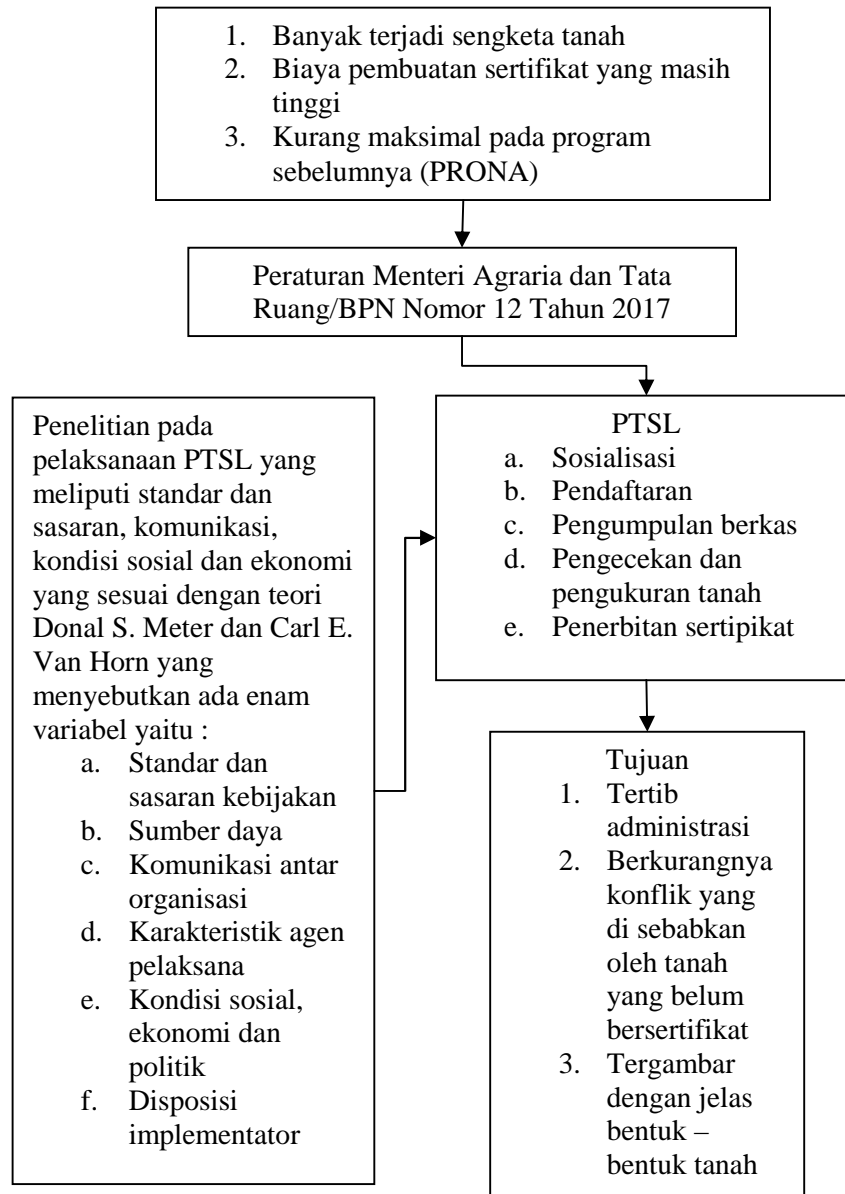 1. Banyak terjadi sengketa tanah
2. Biaya pembuatan sertifikat yang masih
tinggi
3. Kurang maksimal pada program
sebelumnya (PRONA)
Peraturan Menteri Agraria dan Tata
Ruang/BPN Nomor 12 Tahun 2017
Penelitian pada
pelaksanaan PTSL yang
meliputi standar dan
sasaran, komunikasi,
kondisi sosial dan ekonomi
yang sesuai dengan teori
Donal S. Meter dan Carl E.
Van Horn yang
menyebutkan ada enam
variabel yaitu :
a. Standar dan
sasaran kebijakan
b. Sumber daya
c. Komunikasi antar
organisasi
d. Karakteristik agen
pelaksana
e. Kondisi sosial,
ekonomi dan
politik
f. Disposisi
implementator
PTSL
a. Sosialisasi
b. Pendaftaran
c. Pengumpulan berkas
d. Pengecekan dan
pengukuran tanah
e. Penerbitan sertipikat
Tujuan
1. Tertib
administrasi
2. Berkurangnya
konflik yang
di sebabkan
oleh tanah
yang belum
bersertifikat
3. Tergambar
dengan jelas
bentuk –
bentuk tanah